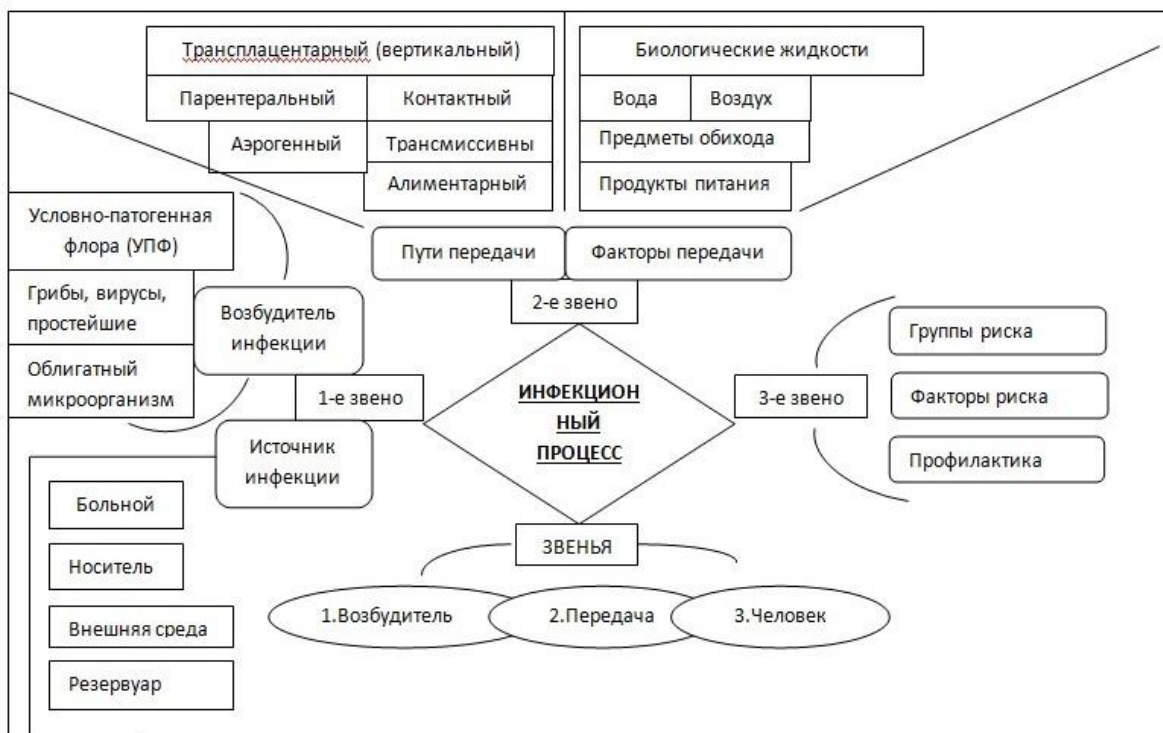 Трансплацентарный (вертикальный)
Биологические жидкости
Парентеральный
Контактный
Вода
Воздух
Аэрогенный
Трансмиссивны
Предметы обихода
Алиментарный
Продукты питания
Условно-патогенная
флора (УПФ)
Пути передачи
Факторы передачи
Грибы, вирусы,
простейшие
Возбудитель
инфекции
2-е звено
Группы риска
Облигатный
микроорганизм
1-е звено
ИНФЕКЦИОН
НЫЙ
ПРОЦЕСС
3-е звено
Факторы риска
Источник
инфекции
Профилактика
Больной
Носитель
Внешняя среда
Резервуар
ЗВЕНЬЯ
1.Возбудитель
2.Передача
3.Человек